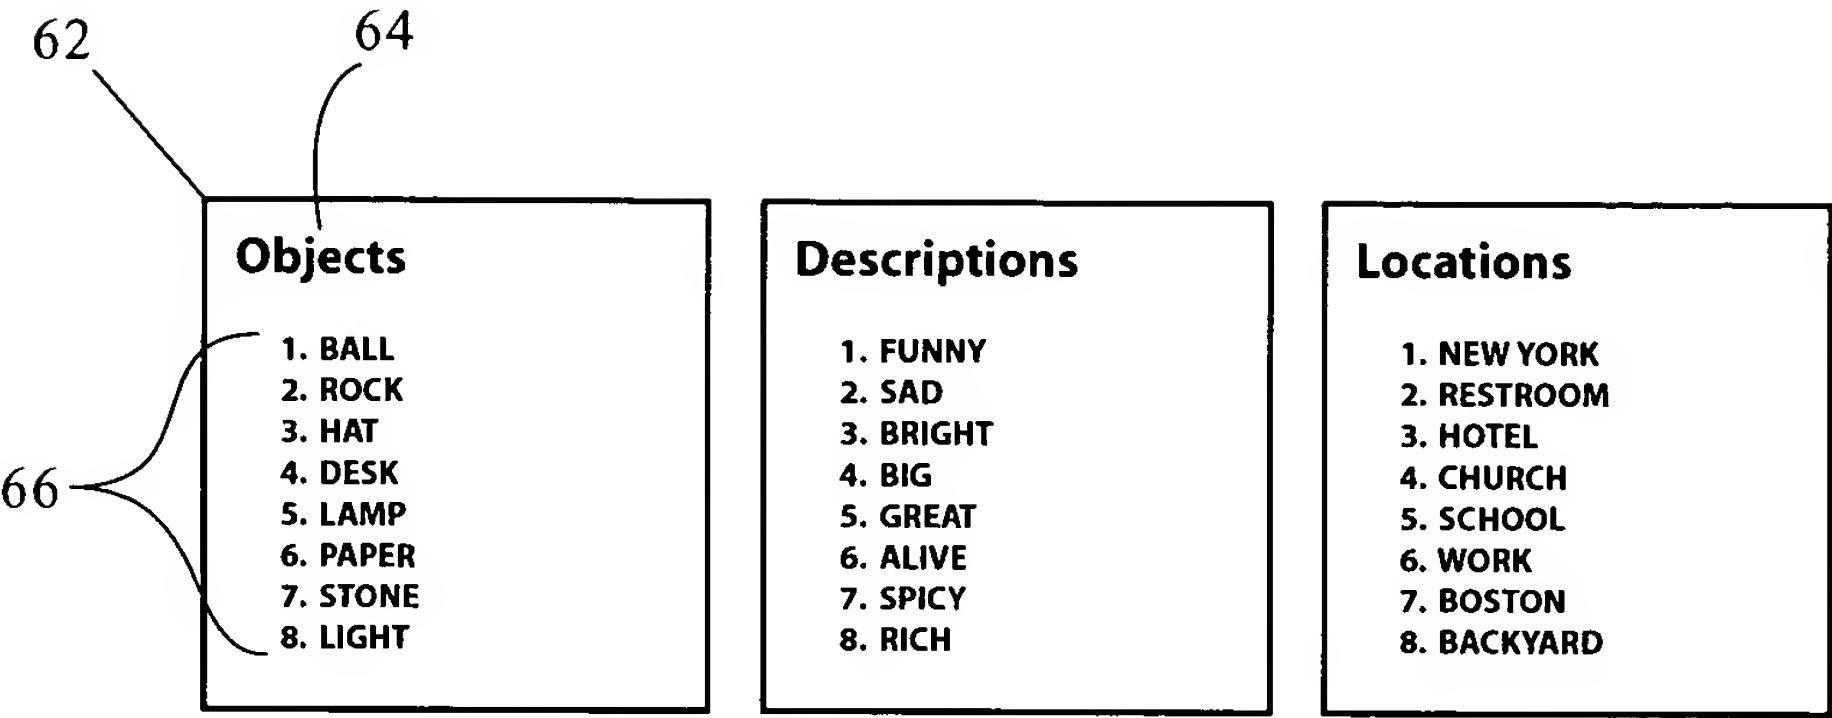 62
64
Objects
1. BALL
2. ROCK
3. HAT
4. DESK
5. LAMP
6. PAPER
7. STONE
8. LIGHT
66
Descriptions
1. FUNNY
2. SAD
3. BRIGHT
4. BIG
5. GREAT
6. ALIVE
7. SPICY
8. RICH
Locations
1. NEW YORK
2. RESTROOM
3. HOTEL
4. CHURCH
5. SCHOOL
6. WORK
7. BOSTON
8. BACKYARD